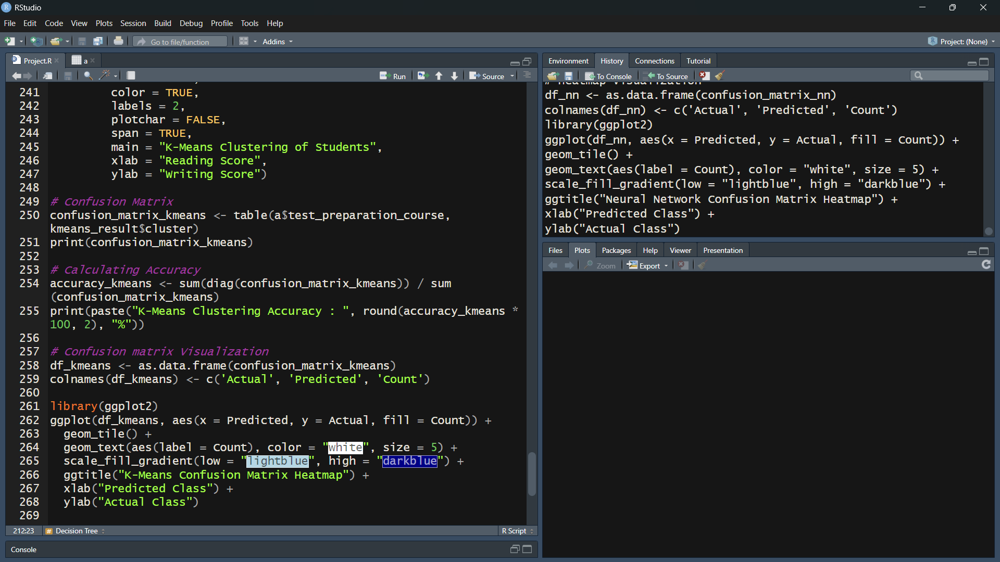 RStudio
File Edit Code View Plots Session Build Debug Profile Tools Help
Go to file/function Addins Project: (None)
Project.R a
Run Source
241 color = TRUE,
242 labels = 2,
243 plotchar = FALSE,
244 span = TRUE,
245 main = "K-Means Clustering of Students",
246 xlab = "Reading Score",
247 ylab = "Writing Score")
248
249 # Confusion Matrix
250 confusion_matrix_kmeans <- table(a$test_preparation_course,
kmeans_result$cluster)
251 print(confusion_matrix_kmeans)
252
253 # Calculating Accuracy
254 accuracy_kmeans <- sum(diag(confusion_matrix_kmeans)) / sum
(confusion_matrix_kmeans)
255 print(paste("K-Means Clustering Accuracy : ", round(accuracy_kmeans *
100, 2), "%"))
256
257 # Confusion matrix Visualization
258 df_kmeans <- as.data.frame(confusion_matrix_kmeans)
259 colnames(df_kmeans) <- c('Actual', 'Predicted', 'Count')
260
261 library(ggplot2)
262 ggplot(df_kmeans, aes(x = Predicted, y = Actual, fill = Count)) +
263 geom_tile() +
264 geom_text(aes(label = Count), color = "white", size = 5) +
265 scale_fill_gradient(low = "lightblue", high = "darkblue") +
266 ggtitle("K-Means Confusion Matrix Heatmap") +
267 xlab("Predicted Class") +
268 ylab("Actual Class")
269
212:23 # Decision Tree R Script
Console
Environment History Connections Tutorial
To Console To Source
# Heatmap Visualization
df_nn <- as.data.frame(confusion_matrix_nn)
colnames(df_nn) <- c('Actual', 'Predicted', 'Count')
library(ggplot2)
ggplot(df_nn, aes(x = Predicted, y = Actual, fill = Count)) +
geom_tile() +
geom_text(aes(label = Count), color = "white", size = 5) +
scale_fill_gradient(low = "lightblue", high = "darkblue") +
ggtitle("Neural Network Confusion Matrix Heatmap") +
xlab("Predicted Class") +
ylab("Actual Class")
Files Plots Packages Help Viewer Presentation
Zoom Export